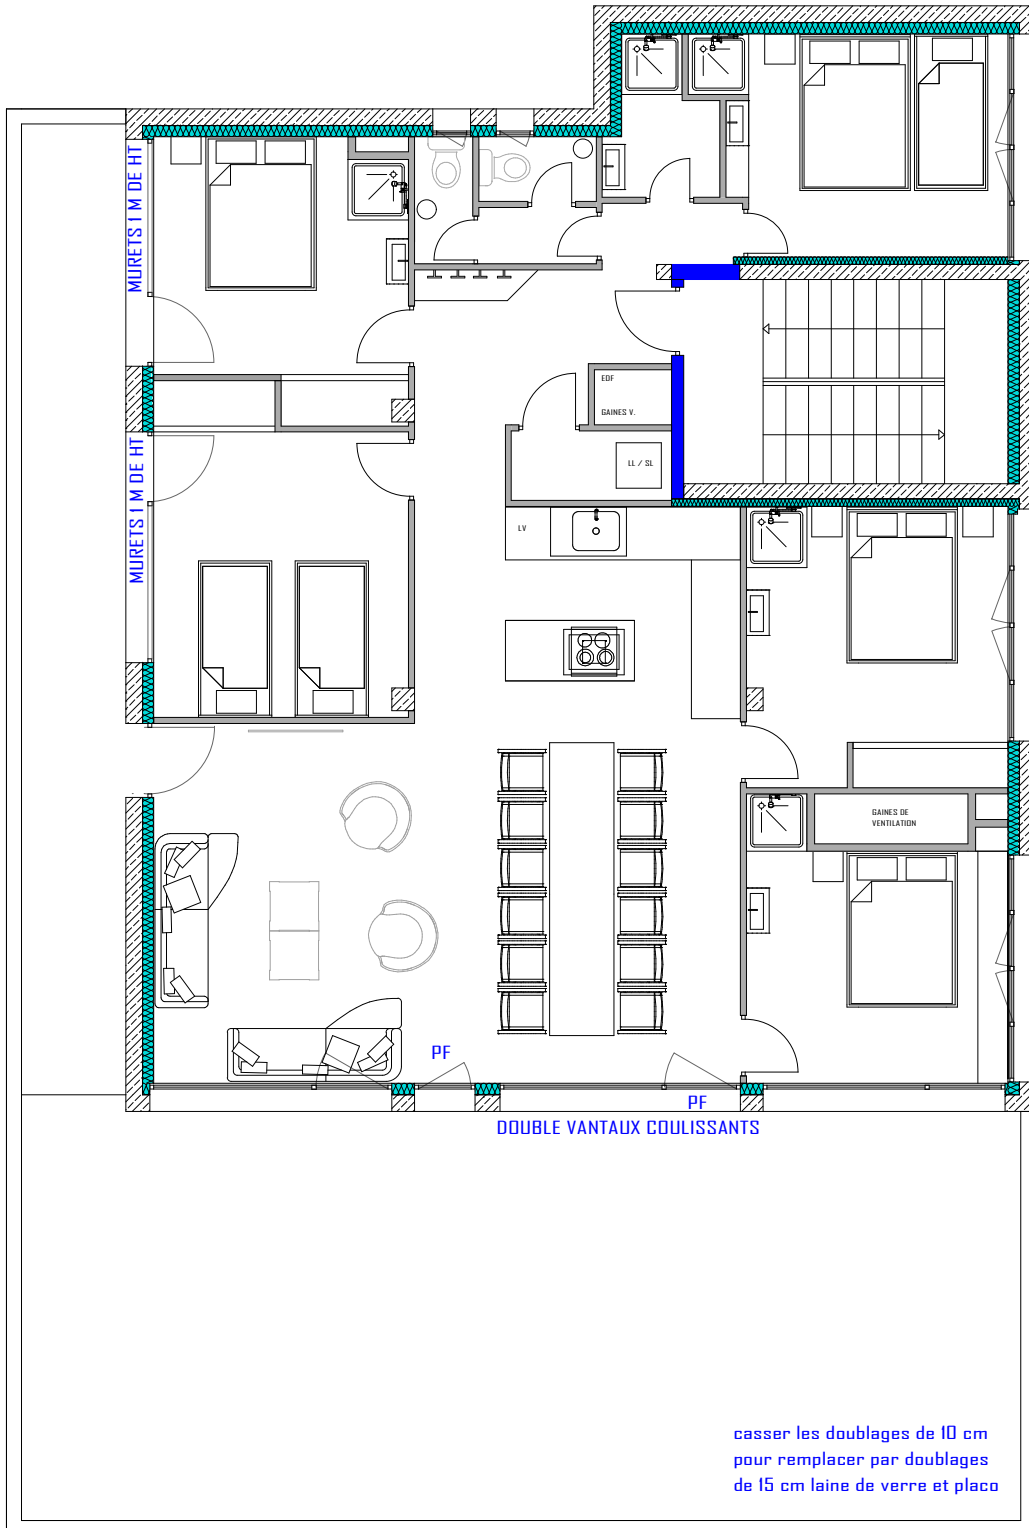 MURETS 1 M DE HT
EDF
GAINES V.
MURETS 1 M DE HT
LL / SL
LV
GAINES DE
VENTILATION
PF
PF
DOUBLE VANTAUX COULISSANTS
casser les doublages de 10 cm
pour remplacer par doublages
de 15 cm laine de verre et placo